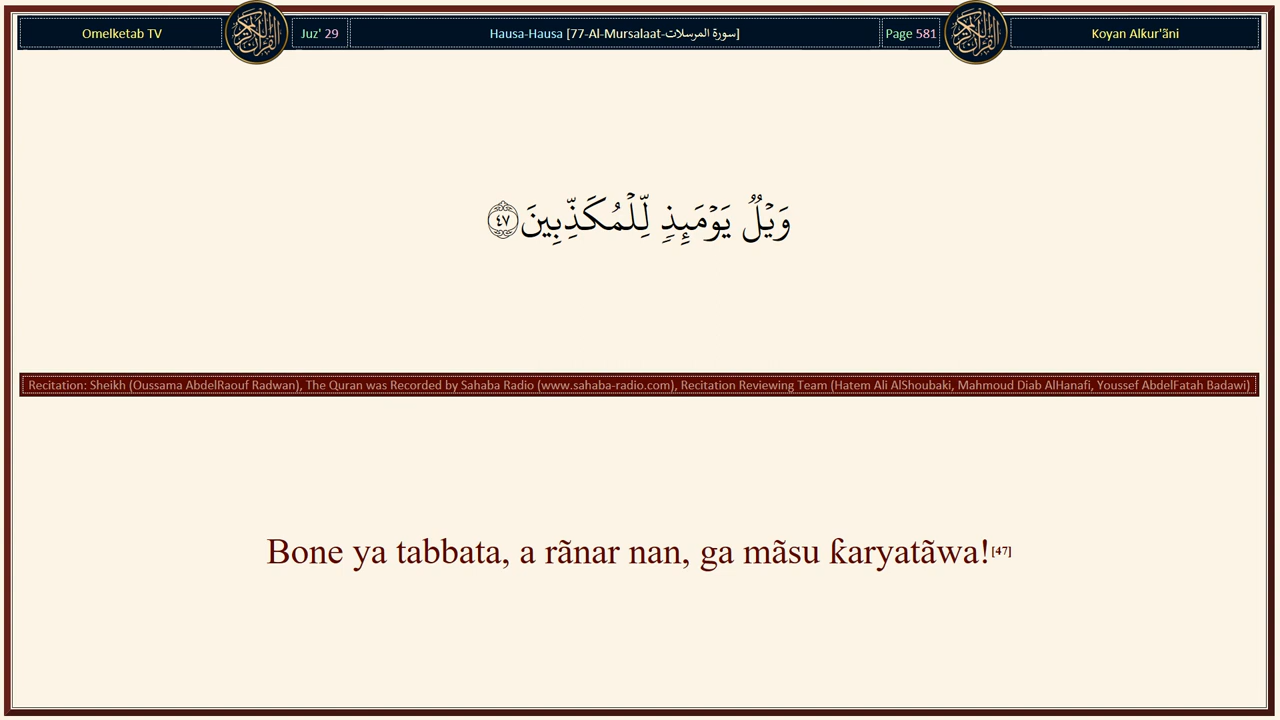 Omelketab TV
Juz' 29
Hausa-Hausa [77-Al-Mursalaat-سورة المرسلات]
Page 581
Koyan Alƙur'ãni
وَيۡلٞ يَوۡمَئِذٖ لِّلۡمُكَذِّبِينَ ٤٧
Recitation: Sheikh (Oussama AbdelRaouf Radwan), The Quran was Recorded by Sahaba Radio (www.sahaba-radio.com), Recitation Reviewing Team (Hatem Ali AlShoubaki, Mahmoud Diab AlHanafi, Youssef AbdelFatah Badawi)
Bone ya tabbata, a rãnar nan, ga mãsu ƙaryatãwa![47]